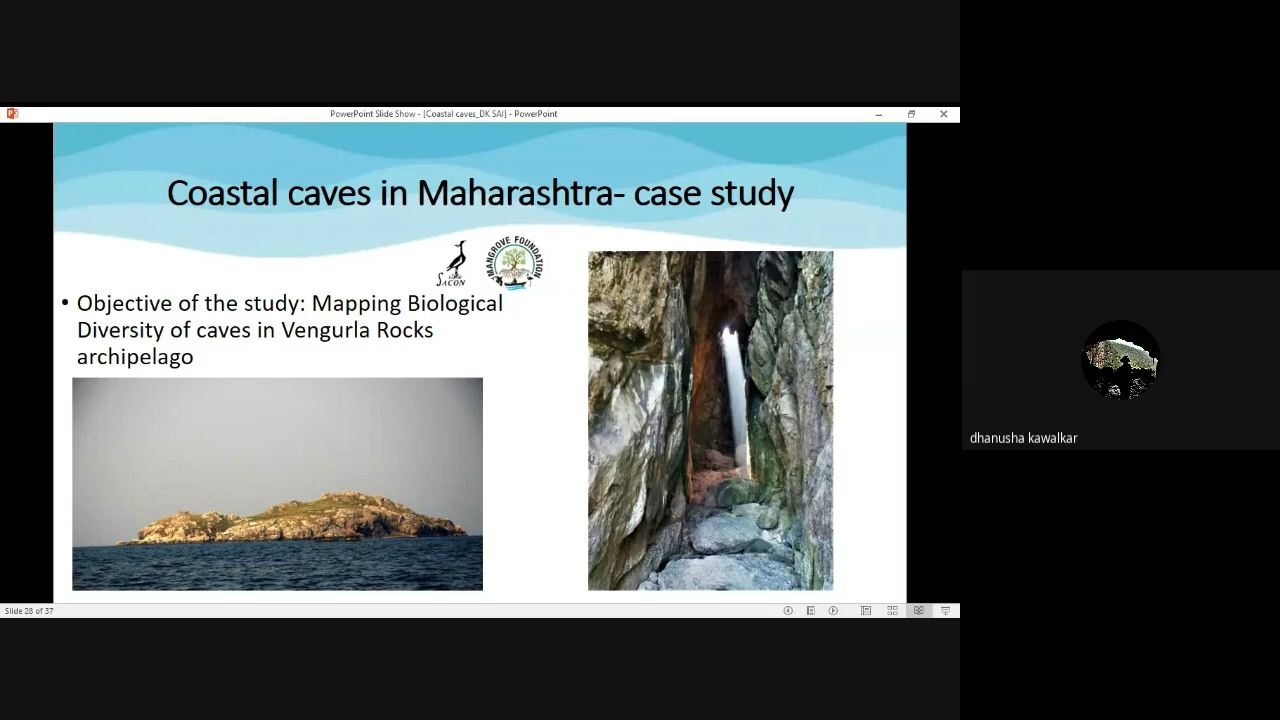 PowerPoint Slide Show - [Coastal caves_DK SAI] - PowerPoint
Coastal caves in Maharashtra- case study
SACON
MANGROVE FOUNDATION
• Objective of the study: Mapping Biological
Diversity of caves in Vengurla Rocks
archipelago
dhanusha kawalkar
Slide 28 of 37